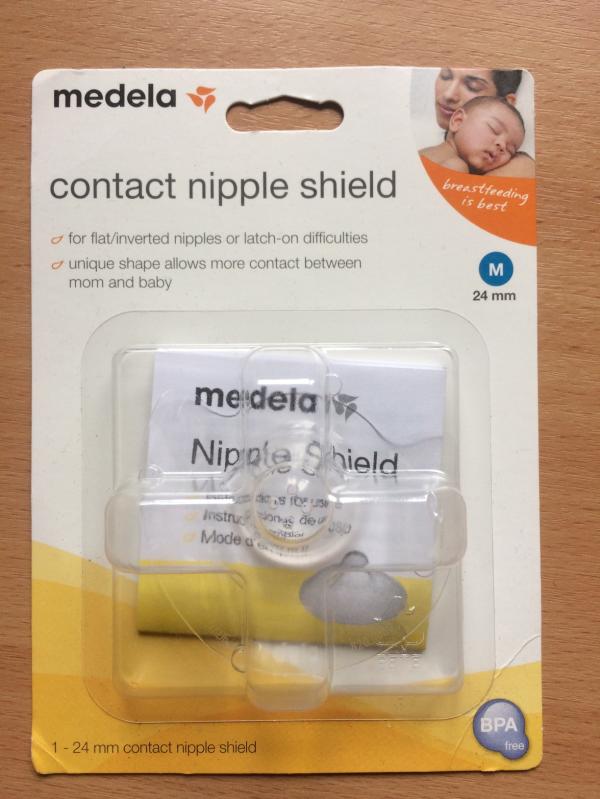 medela
contact nipple shield
breastfeeding
is best
for flat/inverted nipples or latch-on difficulties
unique shape allows more contact between
mom and baby
M
24 mm
medela
Nipple Shield
Mode d'
BPA
free
1 - 24 mm contact nipple shield